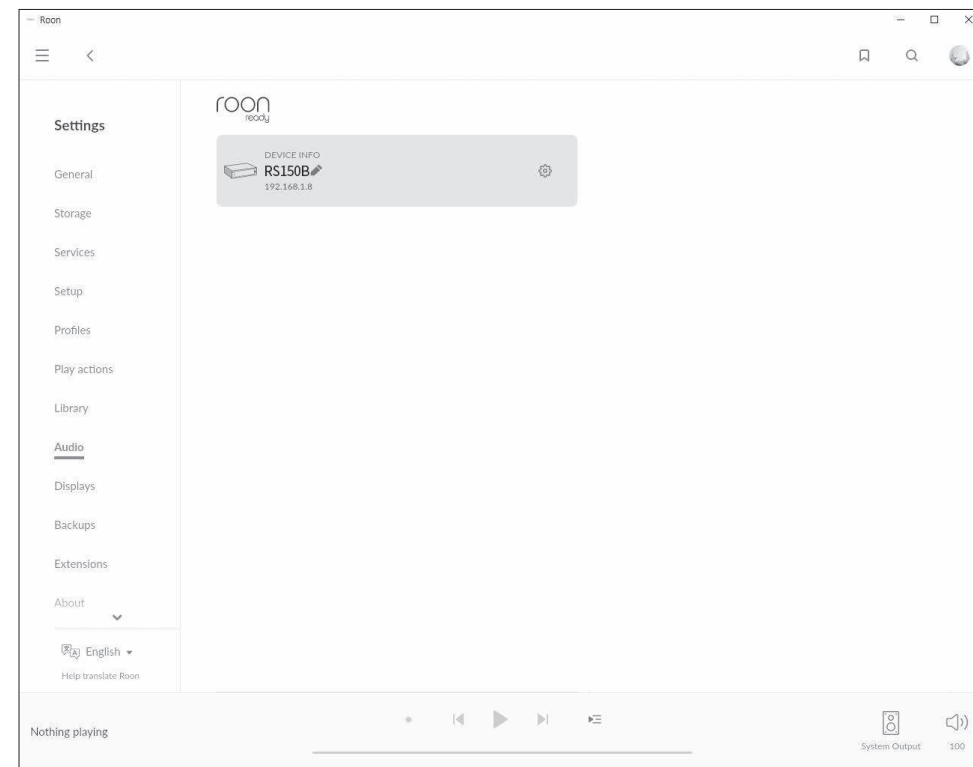 Roon
roon
ready
Settings
General
Storage
Services
Setup
Profiles
Play actions
Library
Audio
Displays
Backups
Extensions
About
English
Help translate Roon
DEVICE INFO
RS150B
192.168.1.8
Nothing playing
System Output
100